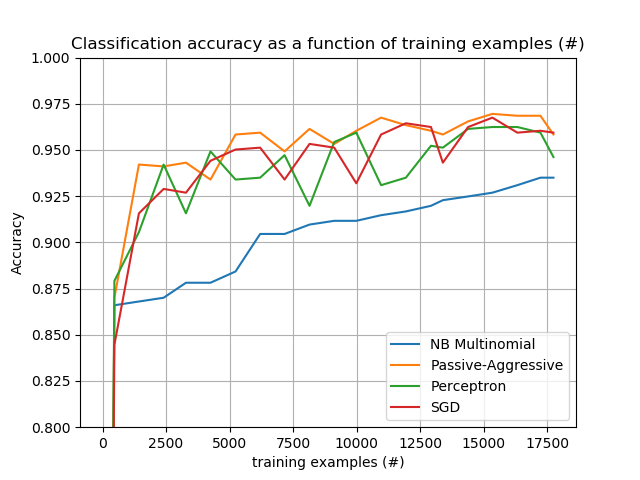 Classification accuracy as a function of training examples (#)
1.000
0.975
0.950
0.925
0.900
0.875
0.850
0.825
0.800
Accuracy
NB Multinomial
Passive-Aggressive
Perceptron
SGD
0 2500 5000 7500 10000 12500 15000 17500
training examples (#)